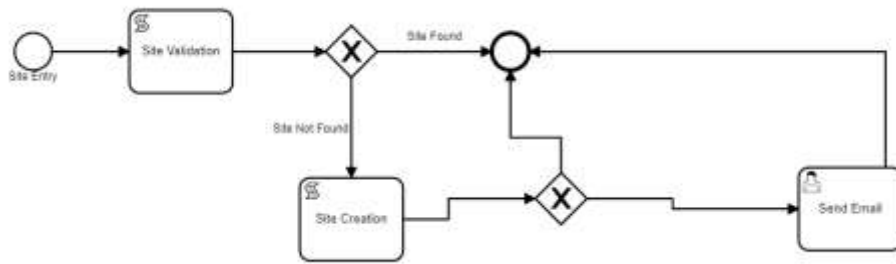 Site Found
Site Validation
Site Entry
Site Not Found
Send Email
Site Creation